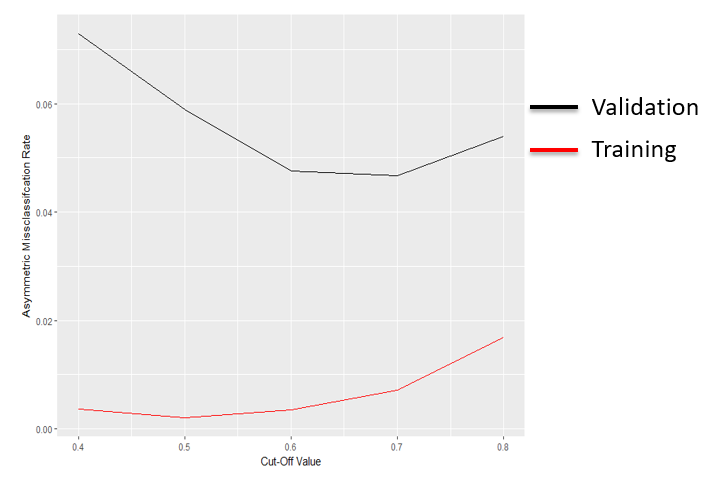 Asymmetric Missclassifcation Rate
0.06
0.04
0.02
0.00
0.4 0.5 0.6 0.7 0.8
Cut-Off Value
Validation
Training